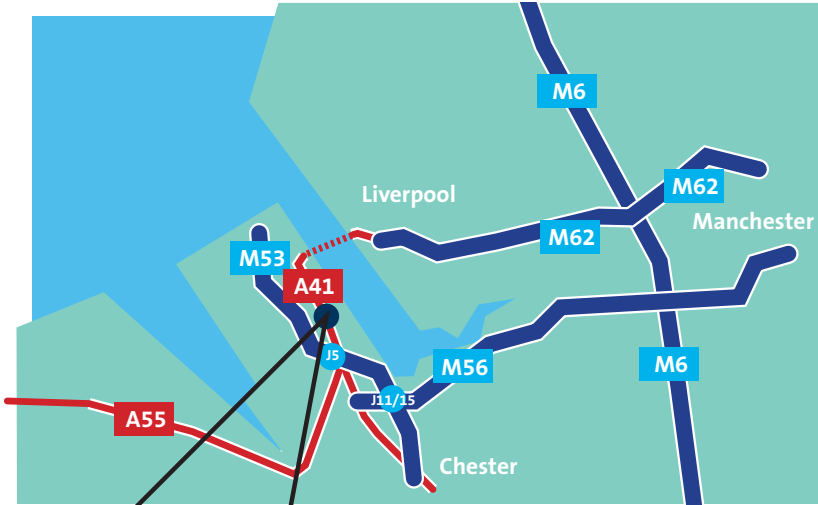 M6
Liverpool
M62
Manchester
M62
M53
A41
J5
M56
M6
J11/15
A55
Chester